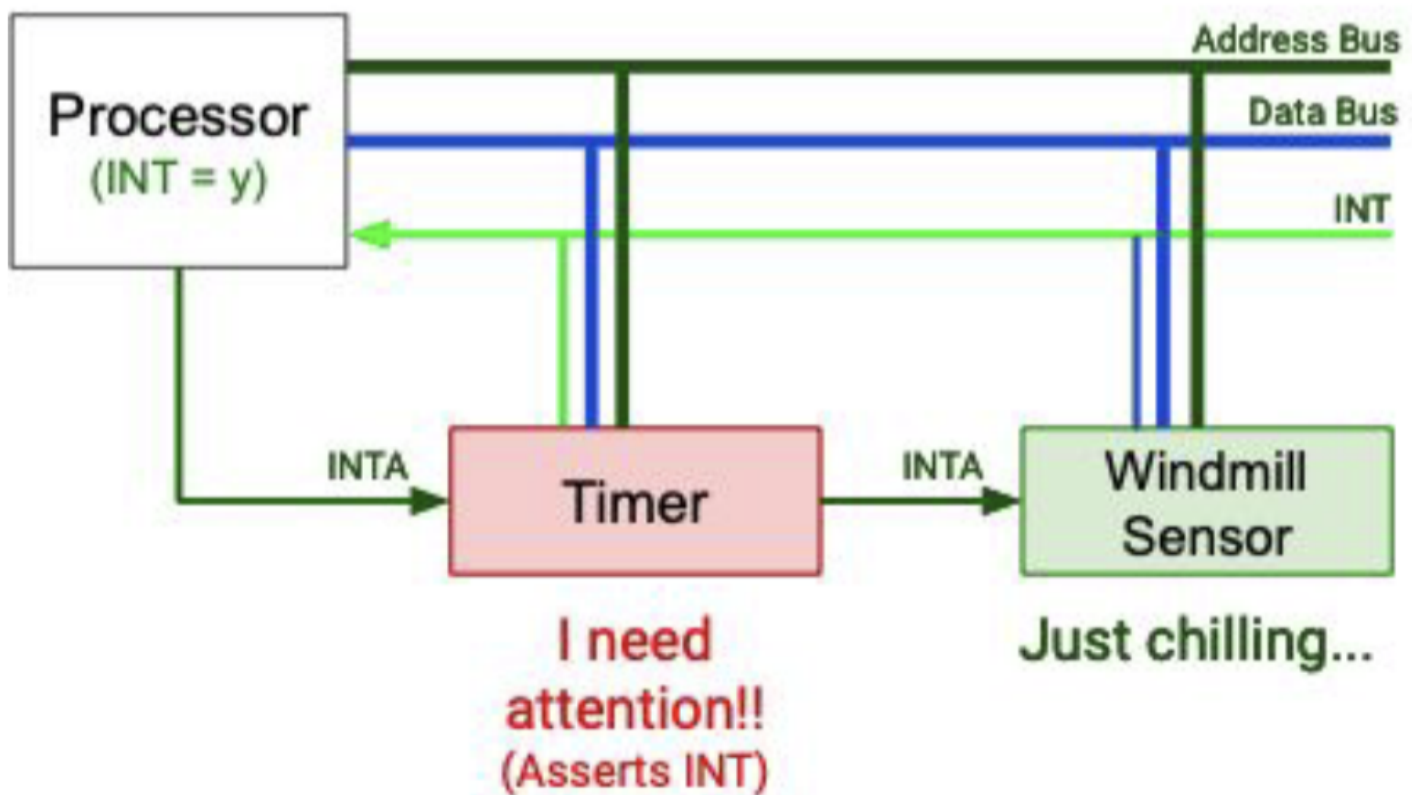 Address Bus
Processor
Data Bus
(INT = y)
INT
INTA
Timer
INTA
Windmill
Sensor
I need
attention!!
(Asserts INT)
Just chilling...